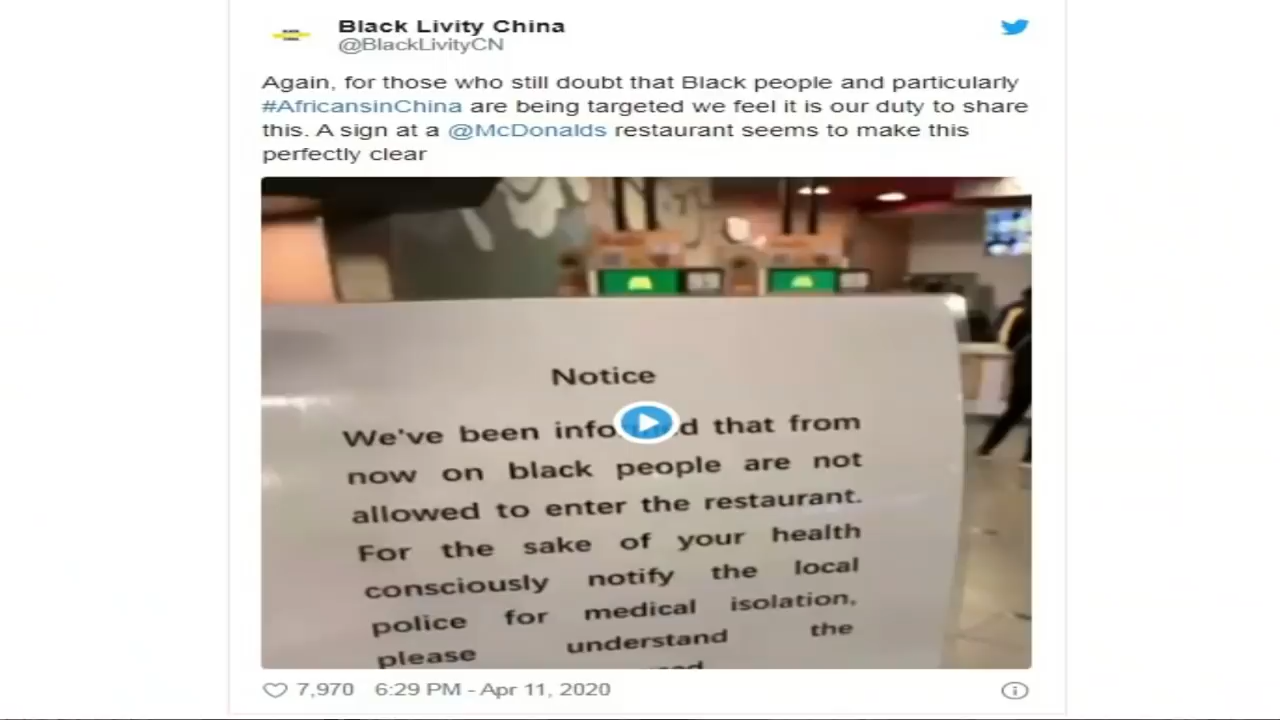 Black Livity China
@BlackLivityCN
Again, for those who still doubt that Black people and particularly
#AfricansinChina are being targeted we feel it is our duty to share
this. A sign at a @McDonalds restaurant seems to make this
perfectly clear
Notice
We've been that from
now on black people are not
allowed to enter the restaurant.
For the sake of your health
consciously notify the local
police for medical isolation,
please understand the
7,970 6:29 PM - Apr 11, 2020